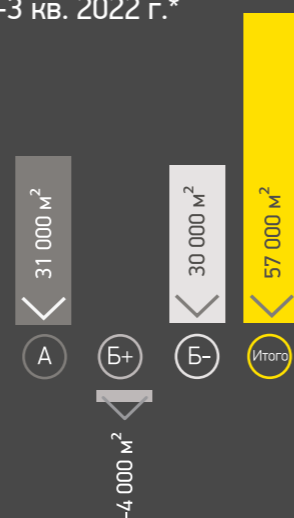 -3 кв. 2022 г.*
31 000 м²
30 000 м²
57 000 м²
А
Б+
Б-
Итого
-4 000 м²